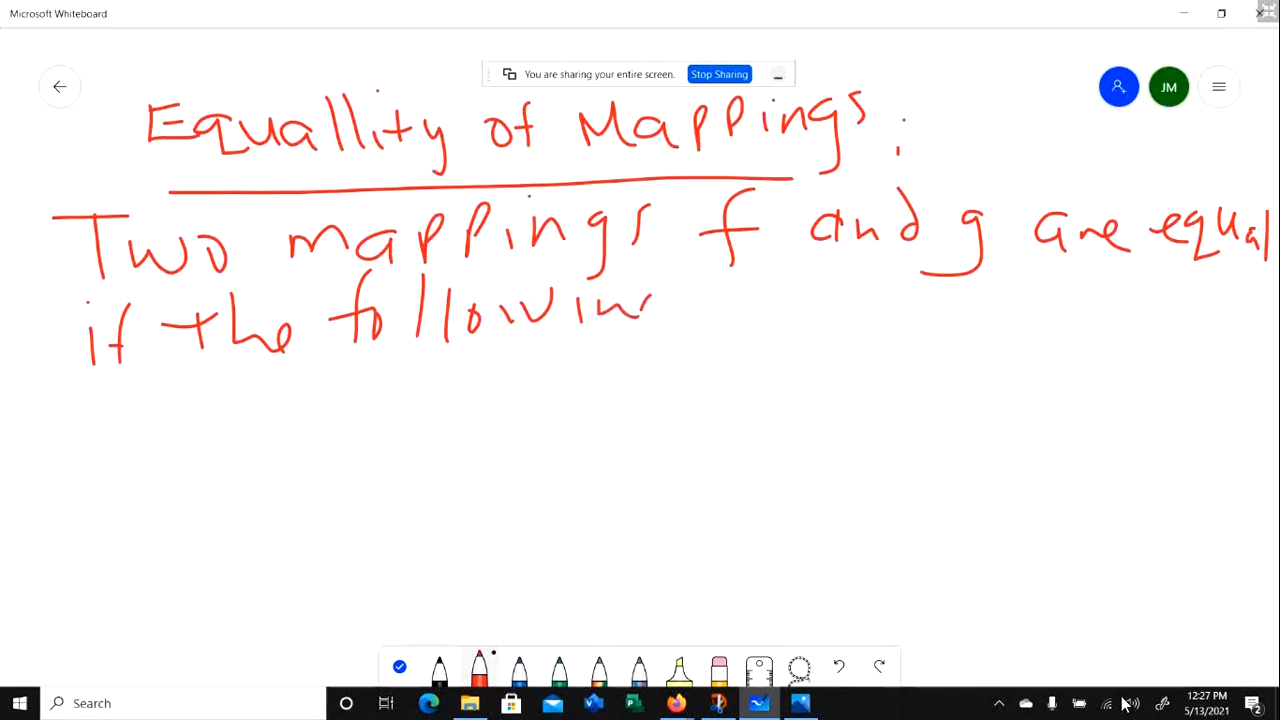 Microsoft Whiteboard
You are sharing your entire screen. Stop Sharing
JM
Equallity of Mappings:
Two mappings f and g are equal
if the followin
Search
12:27 PM
5/13/2021
2